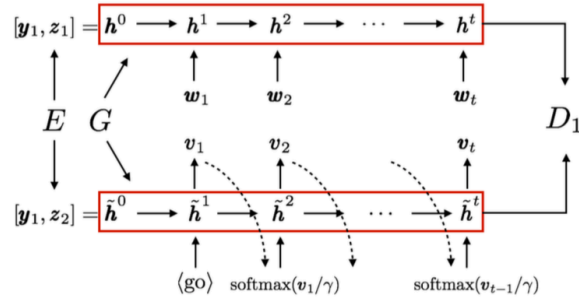 [y₁, z₁] = h⁰ h¹ h² ··· hᵗ
w₁ w₂ wₜ
E G D₁
v₁ v₂ vₜ
[y₁, z₂] = h̃⁰ h̃¹ h̃² ··· h̃ᵗ
⟨go⟩ softmax(v₁/γ) softmax(vₜ₋₁/γ)